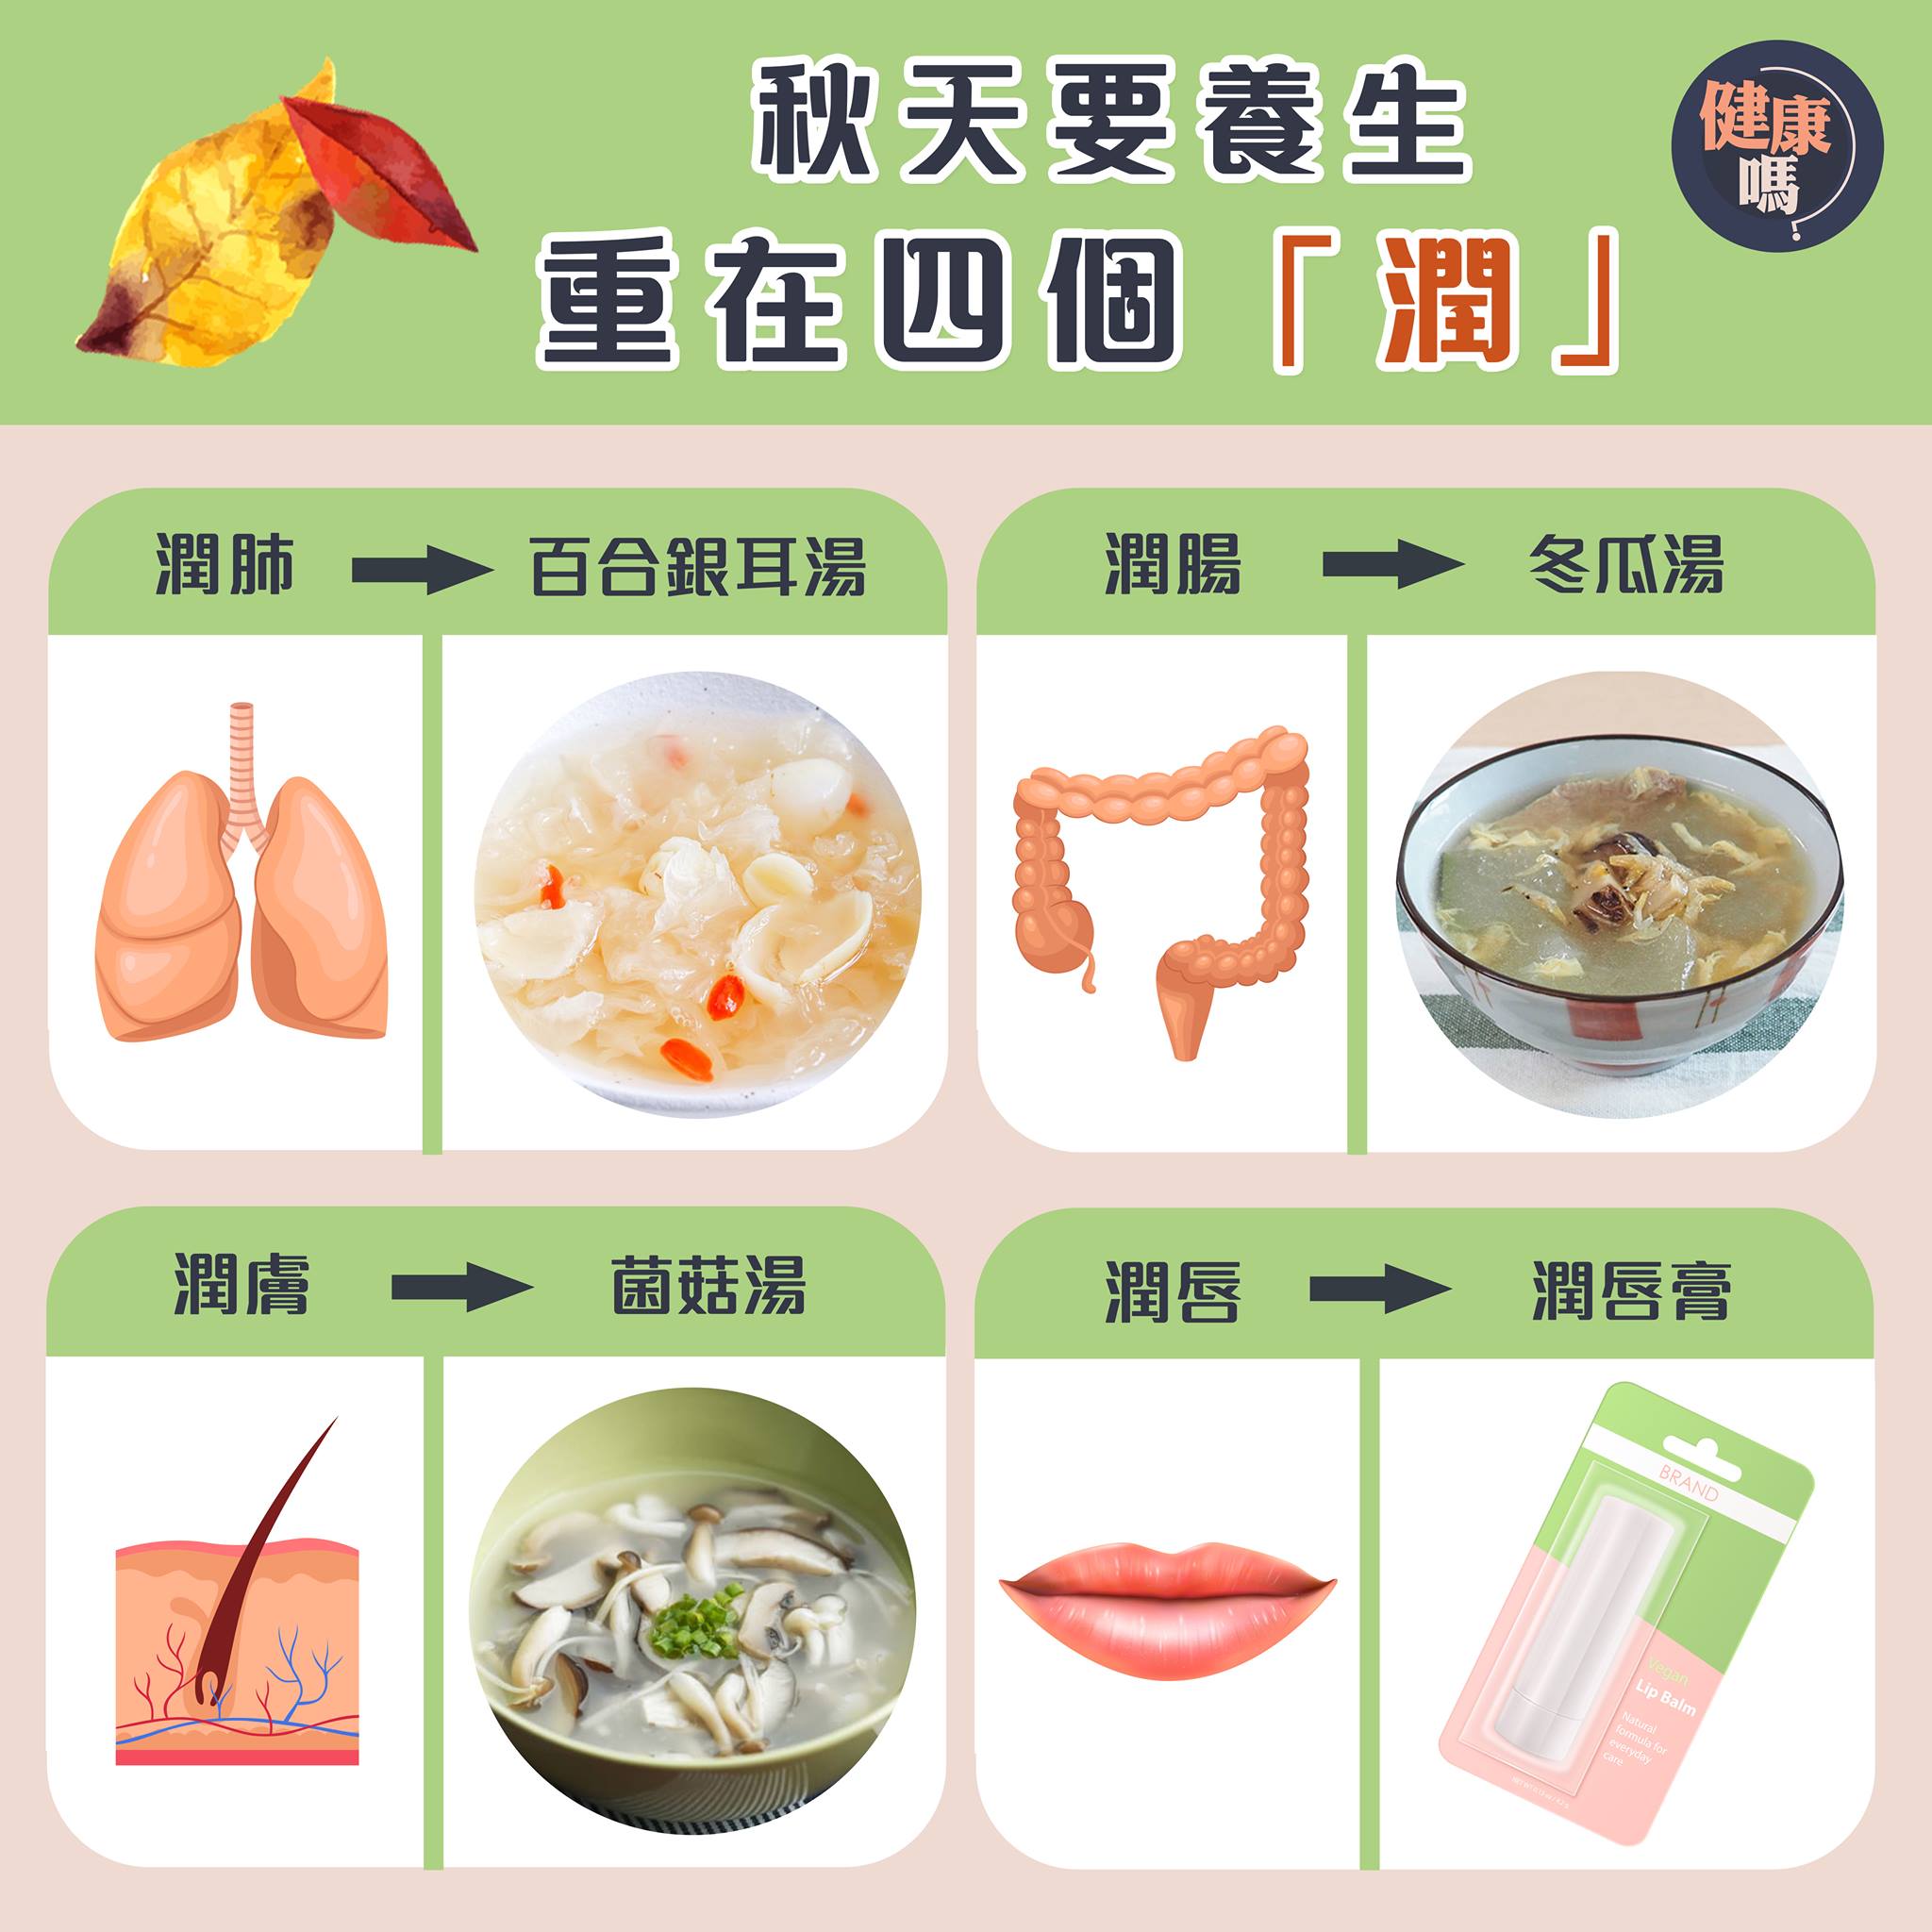 秋天要養生
重在四個「潤」
健康
嗎?
潤肺 百合銀耳湯
潤腸 冬瓜湯
潤膚 菌菇湯
潤唇 潤唇膏
BRAND
Vegan
Lip Balm
Natural
formula for
everyday
care